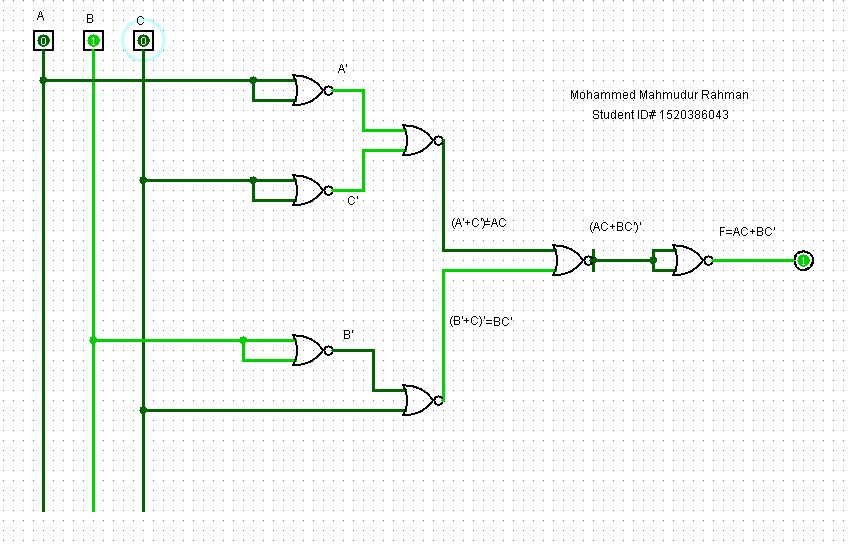 A
B
C
0
1
0
A'
Mohammed Mahmudur Rahman
Student ID# 1520386043
C'
(A'+C')'=AC
(AC+BC')'
F=AC+BC'
1
(B'+C)'=BC'
B'